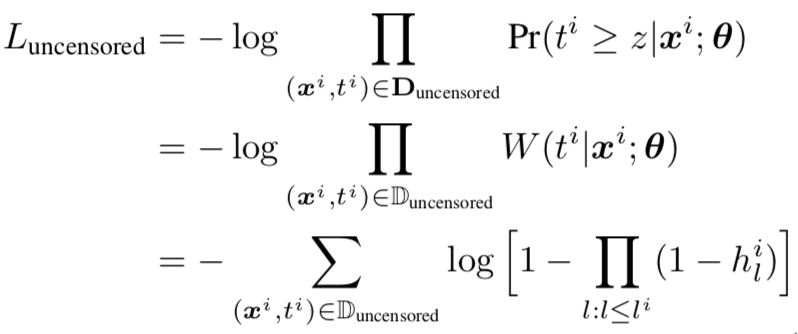 L_uncensored = − log ∏_{(𝒙^i, t^i)∈𝐃_uncensored} Pr(t^i ≥ z|𝒙^i; 𝜽)
= − log ∏_{(𝒙^i, t^i)∈𝔻_uncensored} W(t^i|𝒙^i; 𝜽)
= − ∑_{(𝒙^i, t^i)∈𝔻_uncensored} log [1 − ∏_{l:l≤l^i} (1 − h_l^i)]